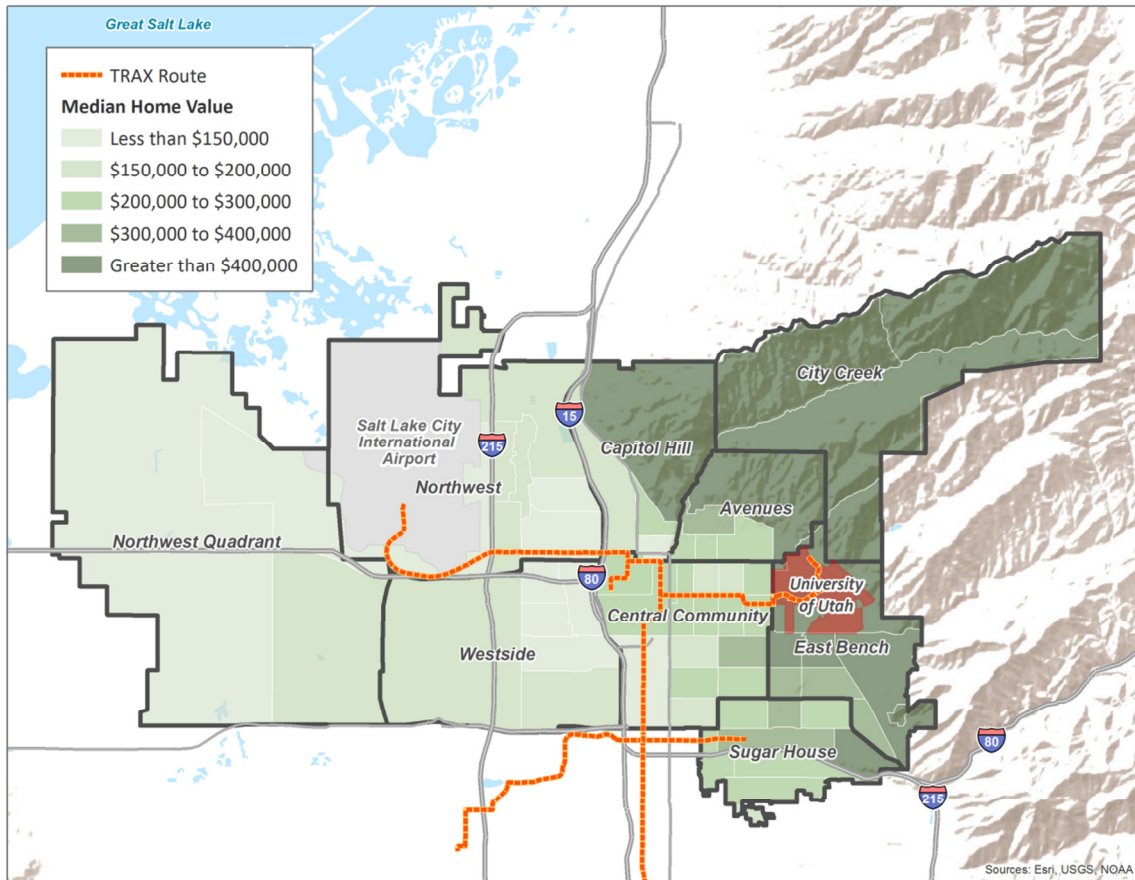 Great Salt Lake
TRAX Route
Median Home Value
Less than $150,000
$150,000 to $200,000
$200,000 to $300,000
$300,000 to $400,000
Greater than $400,000
City Creek
15
Salt Lake City
International
Airport
215
Capitol Hill
Northwest
Avenues
Northwest Quadrant
80
University
of Utah
Central Community
East Bench
Westside
Sugar House
80
215
Sources: Esri, USGS, NOAA